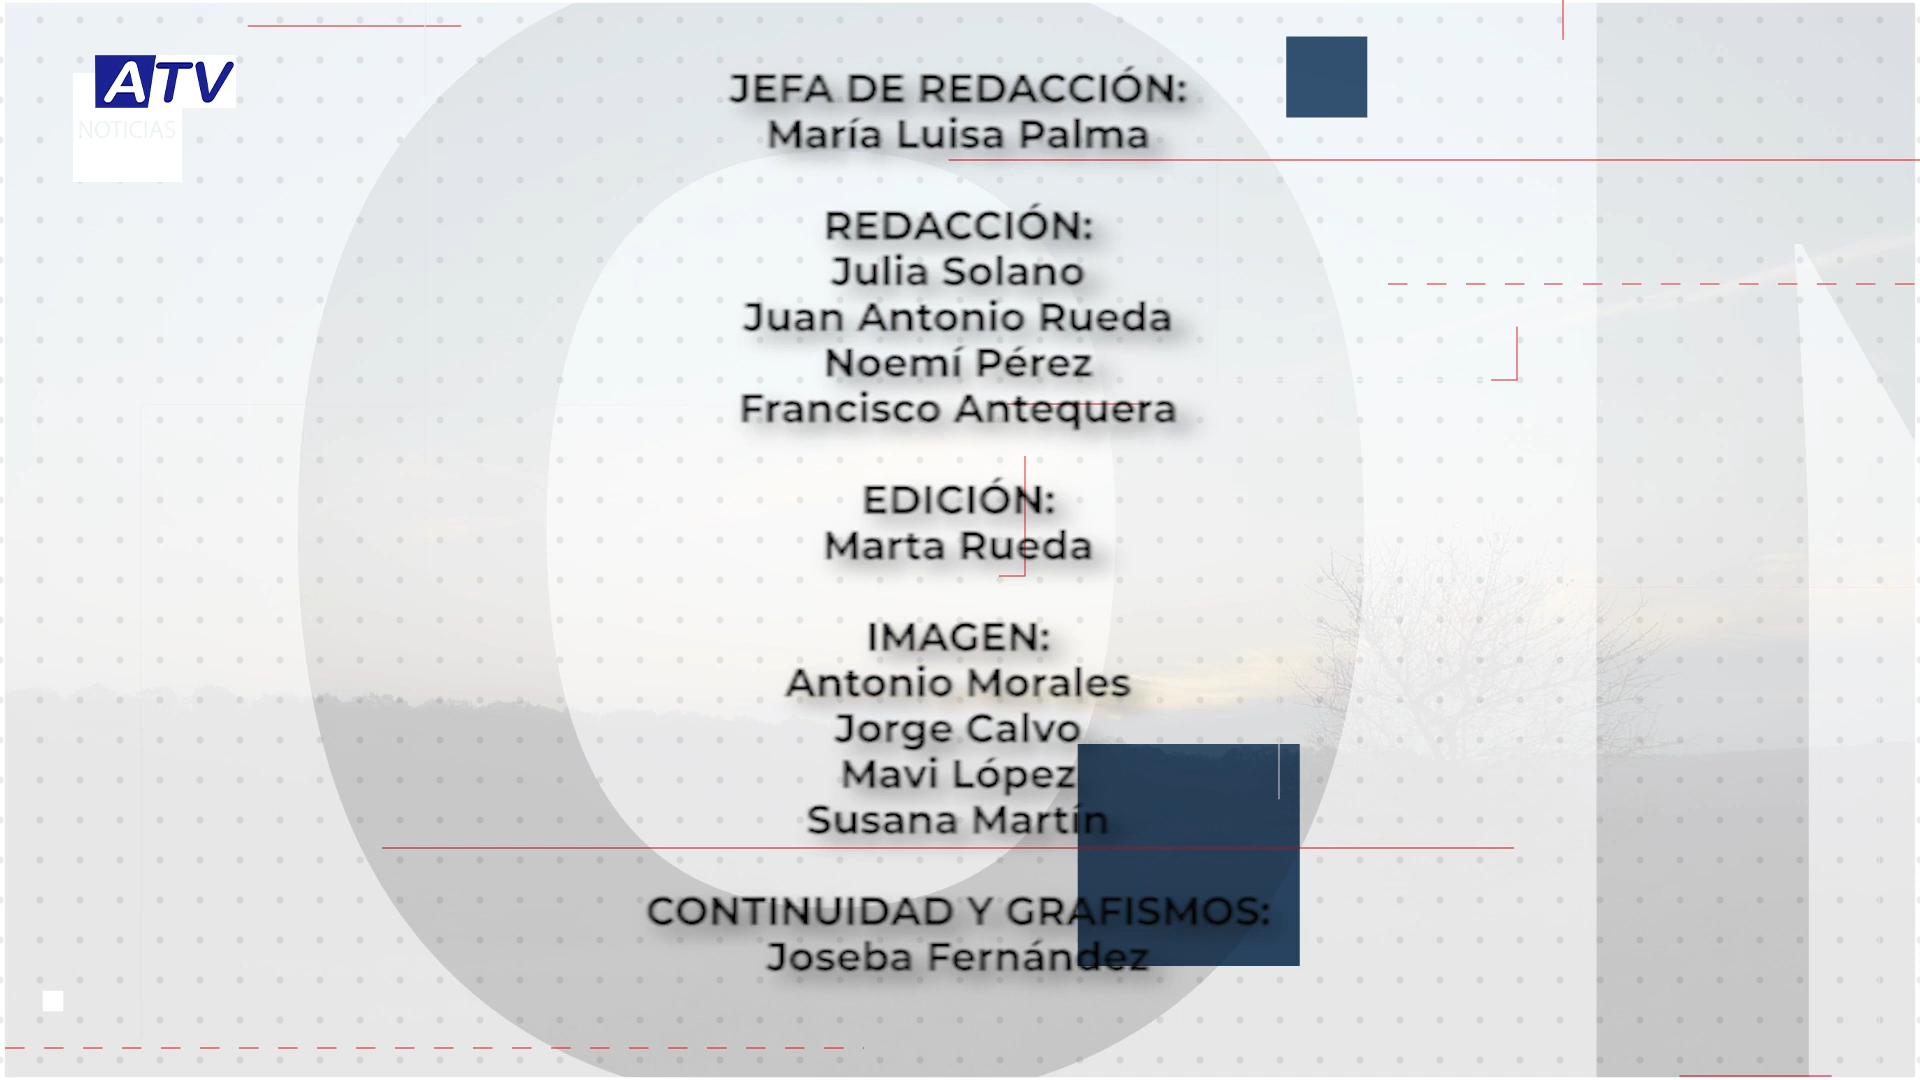 ATV
NOTICIAS
JEFA DE REDACCIÓN:
María Luisa Palma
REDACCIÓN:
Julia Solano
Juan Antonio Rueda
Noemí Pérez
Francisco Antequera
EDICIÓN:
Marta Rueda
IMAGEN:
Antonio Morales
Jorge Calvo
Mavi López
Susana Martín
CONTINUIDAD Y GRAFISMOS:
Joseba Fernández